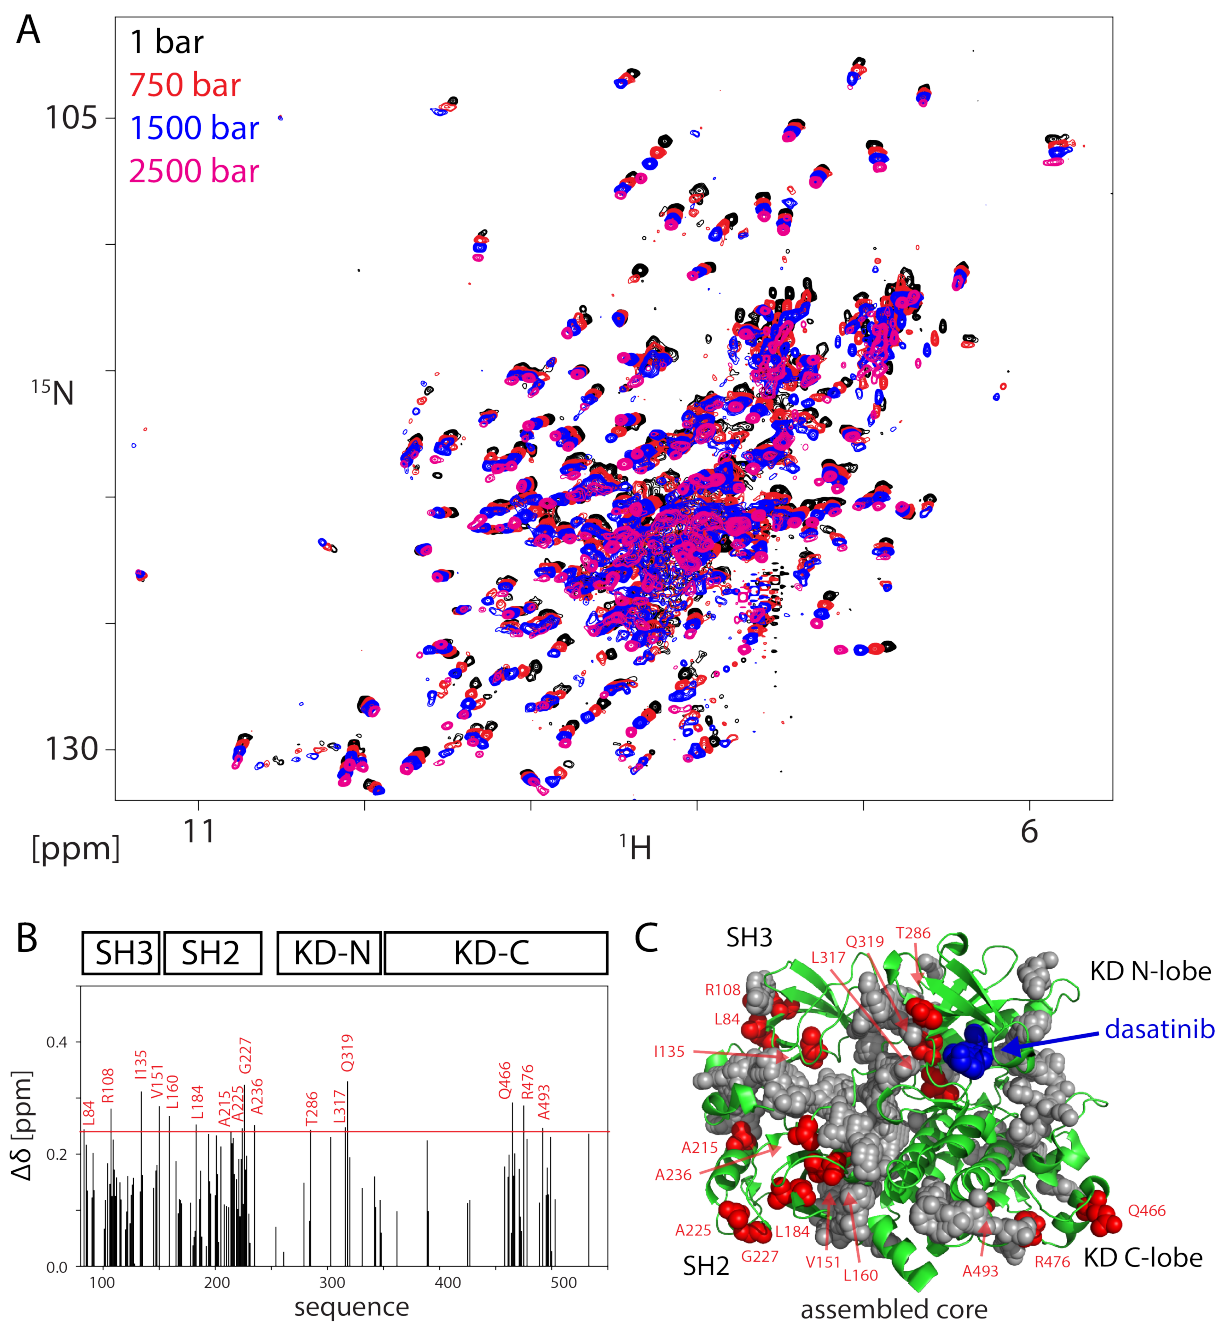 A
1 bar
750 bar
1500 bar
2500 bar
105
15N
130
11
6
[ppm]
1H
B
SH3
SH2
KD-N
KD-C
0.4
0.2
0.0
Δδ [ppm]
L84
R108
I135
V151
L160
L184
A215
A225
G227
A236
T286
L317
Q319
Q466
R476
A493
100
200
300
400
500
sequence
C
SH3
Q319
T286
L317
KD N-lobe
R108
L84
dasatinib
I135
A215
A236
Q466
A225
L184
G227
V151
R476
KD C-lobe
SH2
L160
A493
assembled core